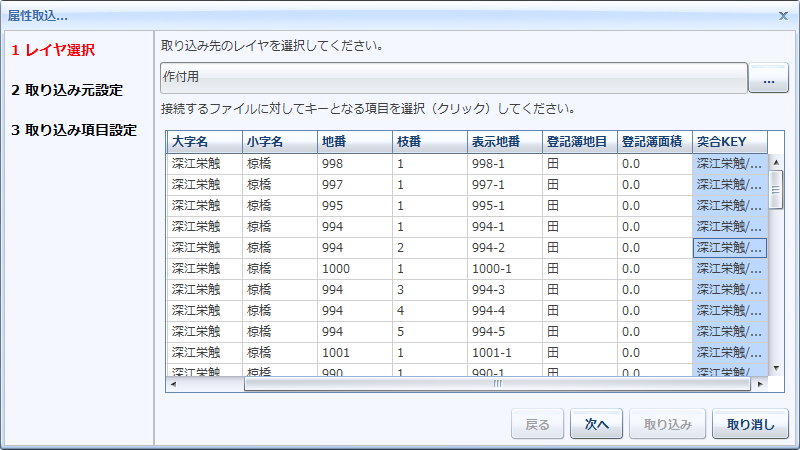 属性取込...
1 レイヤ選択
2 取り込み元設定
3 取り込み項目設定
取り込み先のレイヤを選択してください。
作付用
...
接続するファイルに対してキーとなる項目を選択（クリック）してください。
大字名 小字名 地番 枝番 表示地番 登記簿地目 登記簿面積 突合KEY
深江栄触 椋橋 998 1 998-1 田 0.0 深江栄触/...
深江栄触 椋橋 997 1 997-1 田 0.0 深江栄触/...
深江栄触 椋橋 995 1 995-1 田 0.0 深江栄触/...
深江栄触 椋橋 994 1 994-1 田 0.0 深江栄触/...
深江栄触 椋橋 994 2 994-2 田 0.0 深江栄触/...
深江栄触 椋橋 1000 1 1000-1 田 0.0 深江栄触/...
深江栄触 椋橋 994 3 994-3 田 0.0 深江栄触/...
深江栄触 椋橋 994 4 994-4 田 0.0 深江栄触/...
深江栄触 椋橋 994 5 994-5 田 0.0 深江栄触/...
深江栄触 椋橋 1001 1 1001-1 田 0.0 深江栄触/...
深江栄触 椋橋 990 1 990-1 田 0.0 深江栄触/...
戻る 次へ 取り込み 取り消し